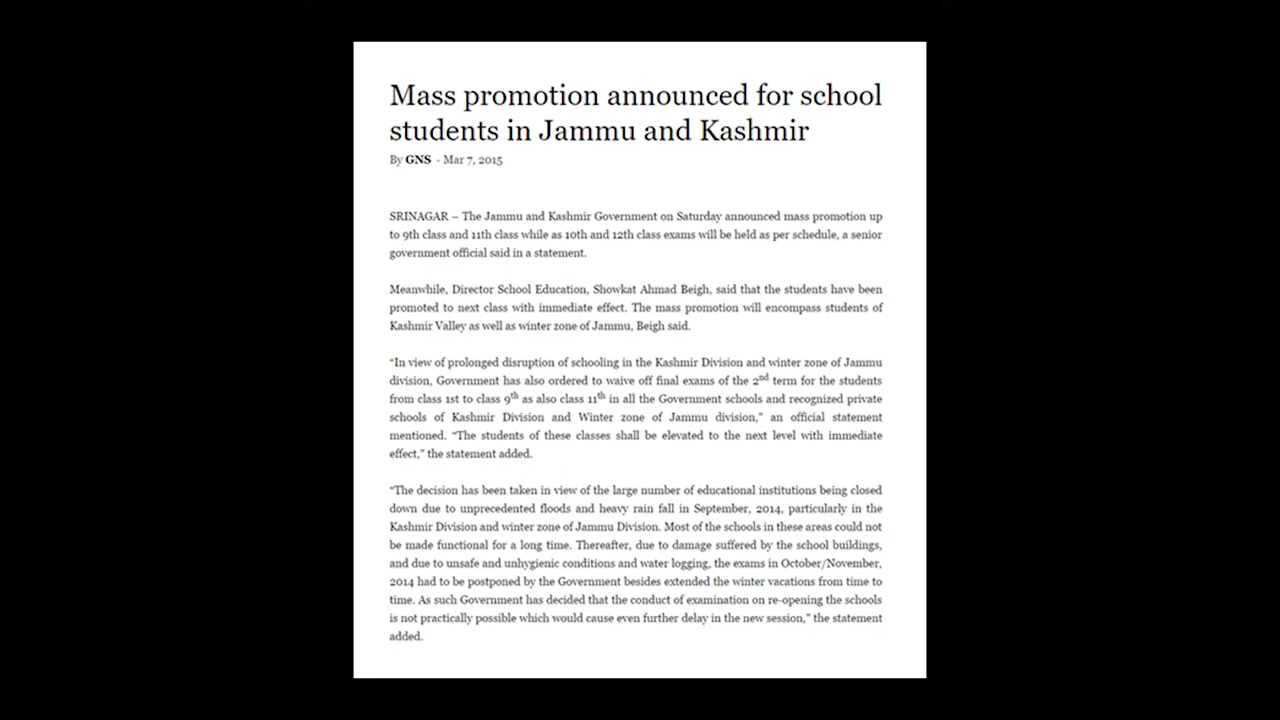 Mass promotion announced for school
students in Jammu and Kashmir
By GNS - Mar 7, 2015
SRINAGAR – The Jammu and Kashmir Government on Saturday announced mass promotion up
to 9th class and 11th class while as 10th and 12th class exams will be held as per schedule, a senior
government official said in a statement.
Meanwhile, Director School Education, Showkat Ahmad Beigh, said that the students have been
promoted to next class with immediate effect. The mass promotion will encompass students of
Kashmir Valley as well as winter zone of Jammu, Beigh said.
“In view of prolonged disruption of schooling in the Kashmir Division and winter zone of Jammu
division, Government has also ordered to waive off final exams of the 2nd term for the students
from class 1st to class 9th as also class 11th in all the Government schools and recognized private
schools of Kashmir Division and Winter zone of Jammu division,” an official statement
mentioned. “The students of these classes shall be elevated to the next level with immediate
effect,” the statement added.
“The decision has been taken in view of the large number of educational institutions being closed
down due to unprecedented floods and heavy rain fall in September, 2014, particularly in the
Kashmir Division and winter zone of Jammu Division. Most of the schools in these areas could not
be made functional for a long time. Thereafter, due to damage suffered by the school buildings,
and due to unsafe and unhygienic conditions and water logging, the exams in October/November,
2014 had to be postponed by the Government besides extended the winter vacations from time to
time. As such Government has decided that the conduct of examination on re-opening the schools
is not practically possible which would cause even further delay in the new session,” the statement
added.